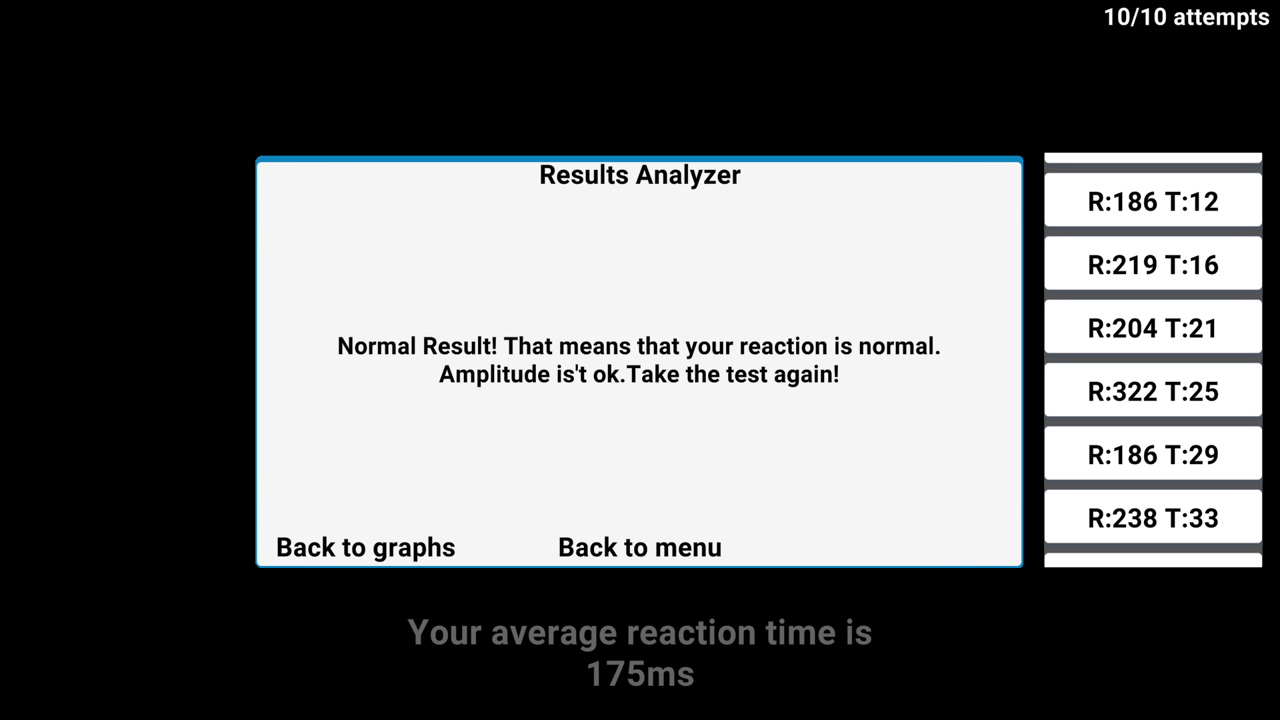 10/10 attempts
Results Analyzer
Normal Result! That means that your reaction is normal.
Amplitude is't ok.Take the test again!
Back to graphs
Back to menu
R:186 T:12
R:219 T:16
R:204 T:21
R:322 T:25
R:186 T:29
R:238 T:33
Your average reaction time is
175ms